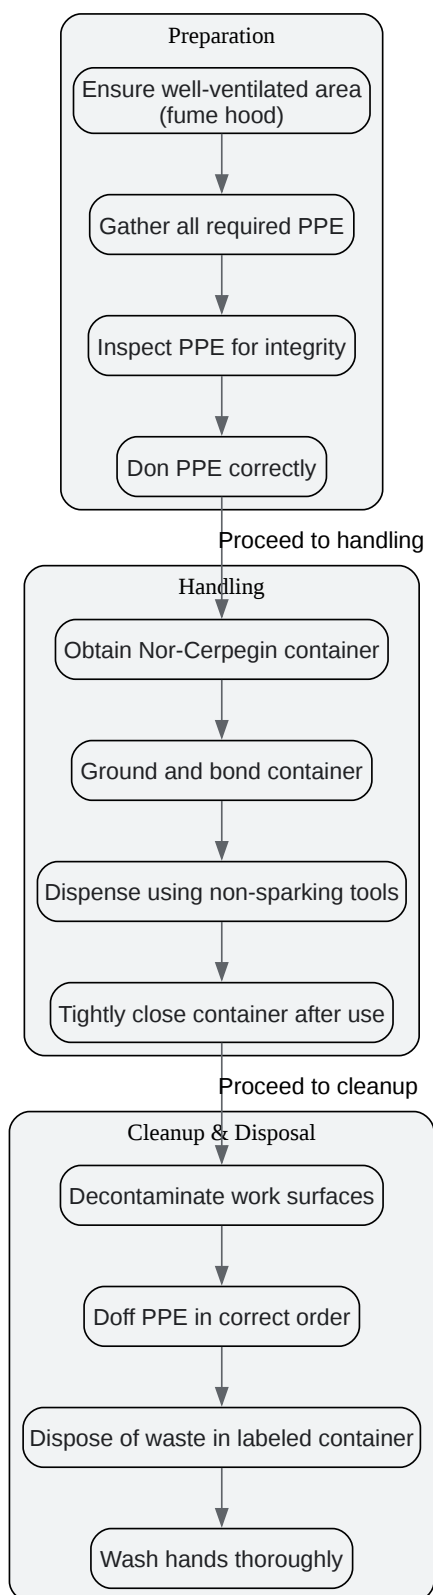 Preparation
Ensure well-ventilated area
(fume hood)
Gather all required PPE
Inspect PPE for integrity
Don PPE correctly
Proceed to handling
Handling
Obtain Nor-Cerpegin container
Ground and bond container
Dispense using non-sparking tools
Tightly close container after use
Proceed to cleanup
Cleanup & Disposal
Decontaminate work surfaces
Doff PPE in correct order
Dispose of waste in labeled container
Wash hands thoroughly